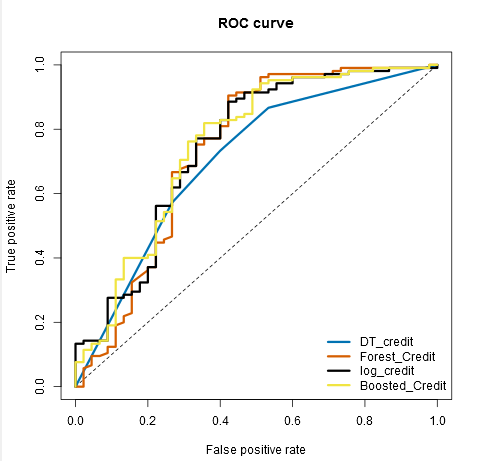 ROC curve
True positive rate
1.0
0.8
0.6
0.4
0.2
0.0
DT_credit
Forest_Credit
log_credit
Boosted_Credit
0.0 0.2 0.4 0.6 0.8 1.0
False positive rate